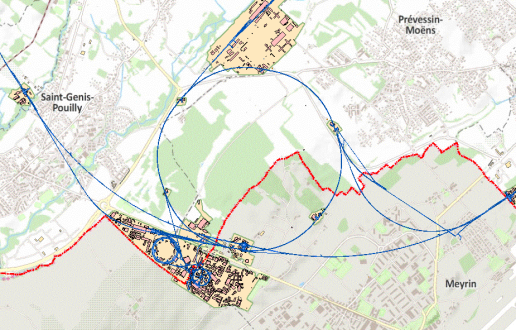 Prévessin-
Moëns
Saint-Genis-
Pouilly
Meyrin